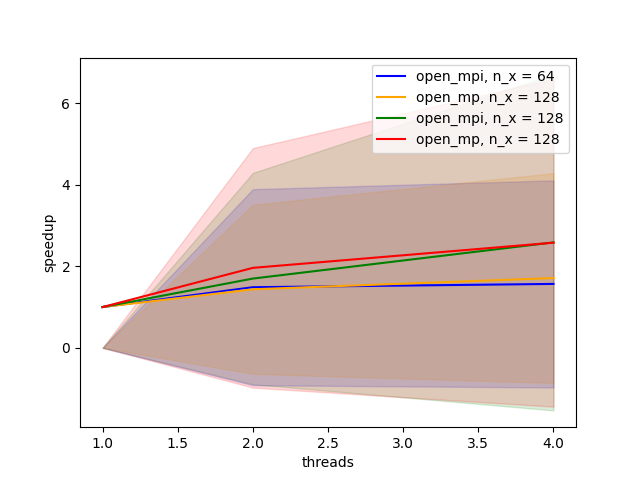 open_mpi, n_x = 64
open_mp, n_x = 128
open_mpi, n_x = 128
open_mp, n_x = 128
6
4
2
0
speedup
1.0 1.5 2.0 2.5 3.0 3.5 4.0
threads